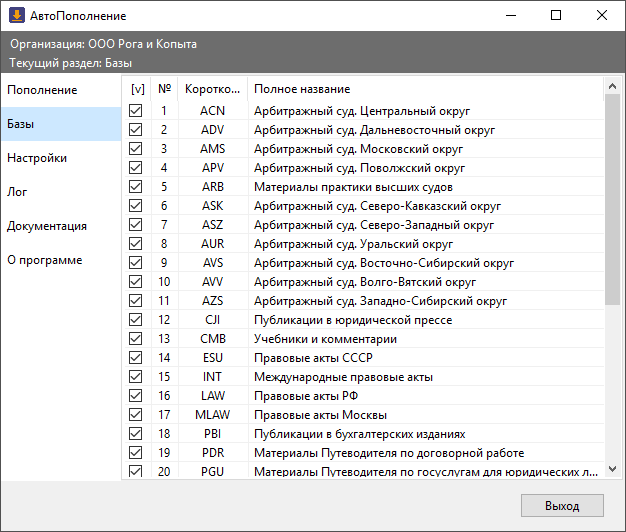 АвтоПополнение
Организация: ООО Рога и Копыта
Текущий раздел: Базы
Пополнение
Базы
Настройки
Лог
Документация
О программе
[v] № Коротко... Полное название
1 ACN Арбитражный суд. Центральный округ
2 ADV Арбитражный суд. Дальневосточный округ
3 AMS Арбитражный суд. Московский округ
4 APV Арбитражный суд. Поволжский округ
5 ARB Материалы практики высших судов
6 ASK Арбитражный суд. Северо-Кавказский округ
7 ASZ Арбитражный суд. Северо-Западный округ
8 AUR Арбитражный суд. Уральский округ
9 AVS Арбитражный суд. Восточно-Сибирский округ
10 AVV Арбитражный суд. Волго-Вятский округ
11 AZS Арбитражный суд. Западно-Сибирский округ
12 CJI Публикации в юридической прессе
13 CMB Учебники и комментарии
14 ESU Правовые акты СССР
15 INT Международные правовые акты
16 LAW Правовые акты РФ
17 MLAW Правовые акты Москвы
18 PBI Публикации в бухгалтерских изданиях
19 PDR Материалы Путеводителя по договорной работе
20 PGU Материалы Путеводителя по госуслугам для юридических л...
Выход